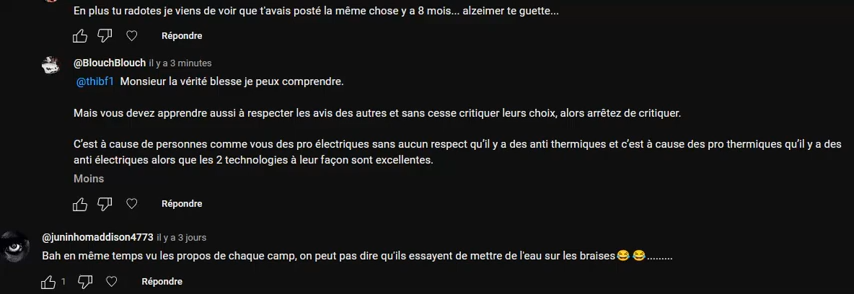 En plus tu radotes je viens de voir que t'avais posté la même chose y a 8 mois... alzeimer te guette...
Répondre
@BlouchBlouch il y a 3 minutes
@thibf1 Monsieur la vérité blesse je peux comprendre.
Mais vous devez apprendre aussi à respecter les avis des autres et sans cesse critiquer leurs choix, alors arrêtez de critiquer.
C'est à cause de personnes comme vous des pro électriques sans aucun respect qu'il y a des anti thermiques et c'est à cause des pro thermiques qu'il y a des
anti électriques alors que les 2 technologies à leur façon sont excellentes.
Moins
Répondre
@juninhomaddison4773 il y a 3 jours
Bah en même temps vu les propos de chaque camp, on peut pas dire qu'ils essayent de mettre de l'eau sur les braises😂 😂.........
1 Répondre